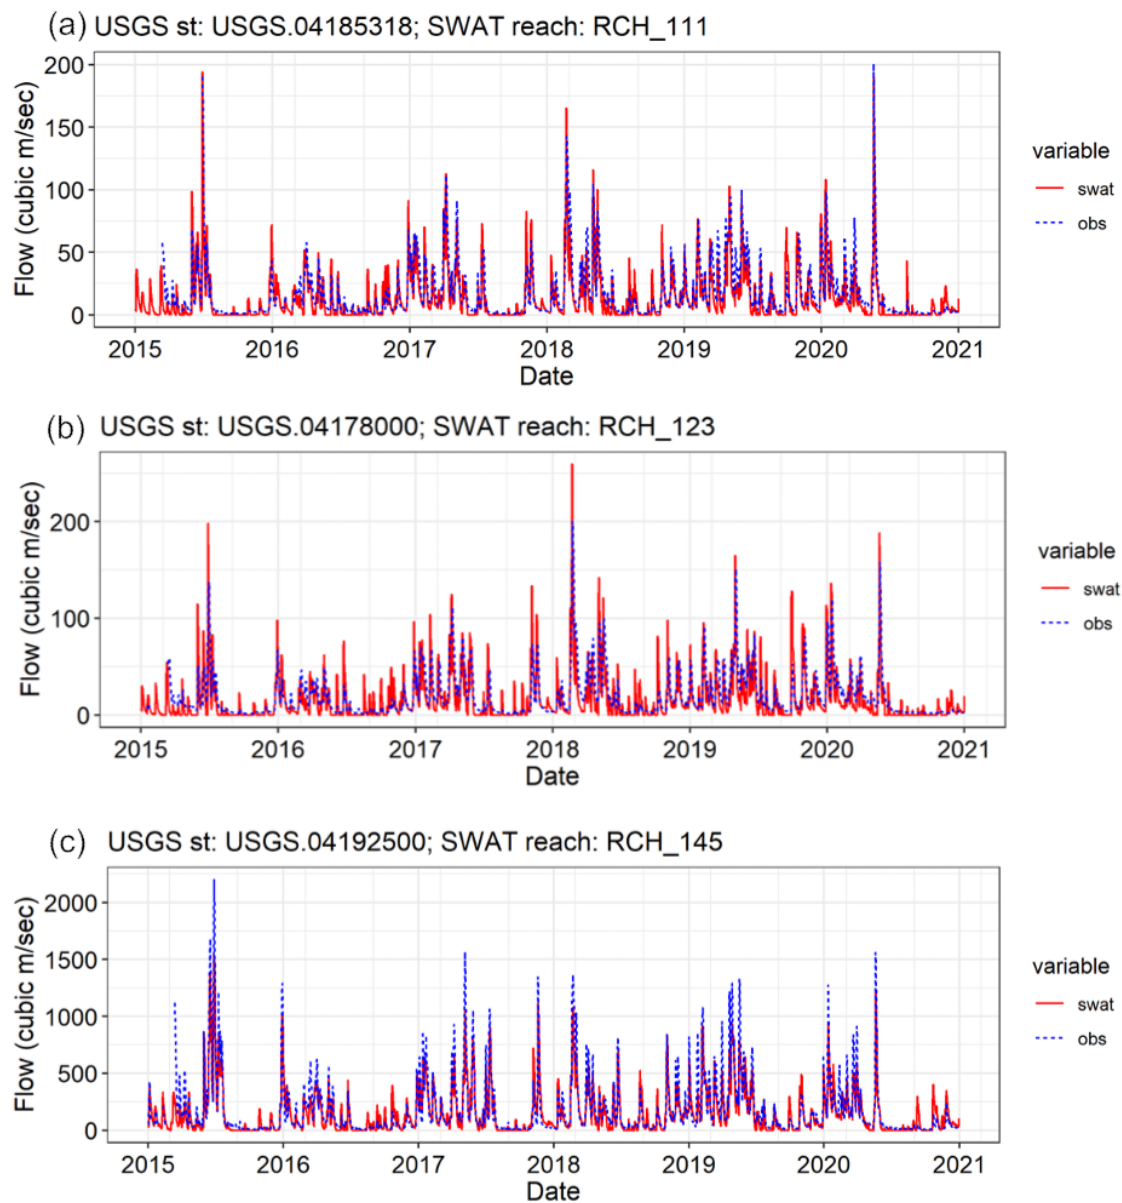 (a) USGS st: USGS.04185318; SWAT reach: RCH_111
200
150
100
50
0
Flow (cubic m/sec)
2015 2016 2017 2018 2019 2020 2021
Date
variable
swat
obs
(b) USGS st: USGS.04178000; SWAT reach: RCH_123
200
100
0
Flow (cubic m/sec)
2015 2016 2017 2018 2019 2020 2021
Date
variable
swat
obs
(c) USGS st: USGS.04192500; SWAT reach: RCH_145
2000
1500
1000
500
0
Flow (cubic m/sec)
2015 2016 2017 2018 2019 2020 2021
Date
variable
swat
obs